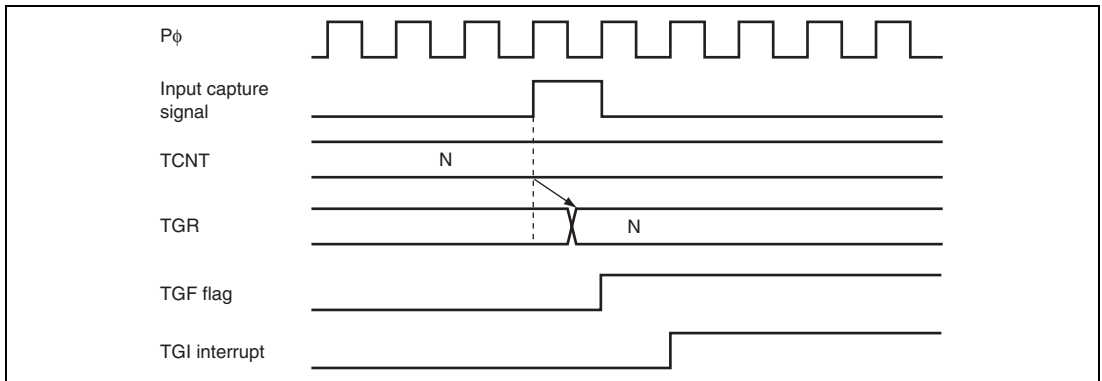 Pϕ
Input capture
signal
TCNT
N
TGR
N
TGF flag
TGI interrupt